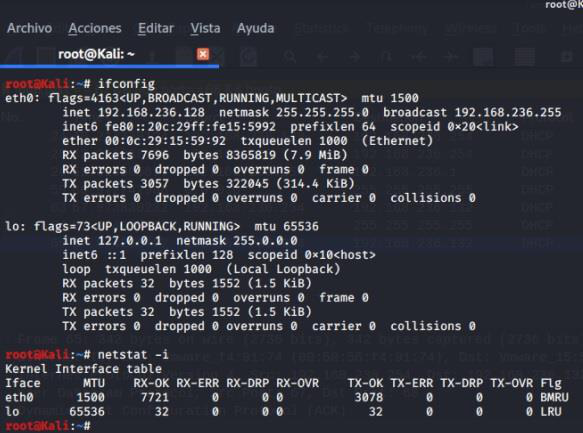 root@K
Archivo Acciones Editar Vista Ayuda
root@Kali: ~
root@Kali:~# ifconfig
eth0: flags=4163<UP,BROADCAST,RUNNING,MULTICAST> mtu 1500
inet 192.168.236.128 netmask 255.255.255.0 broadcast 192.168.236.255
inet6 fe80::20c:29ff:fe15:5992 prefixlen 64 scopeid 0×20<link>
ether 00:0c:29:15:59:92 txqueuelen 1000 (Ethernet)
RX packets 7696 bytes 8365819 (7.9 MiB)
RX errors 0 dropped 0 overruns 0 frame 0
TX packets 3057 bytes 322045 (314.4 KiB)
TX errors 0 dropped 0 overruns 0 carrier 0 collisions 0
lo: flags=73<UP,LOOPBACK,RUNNING> mtu 65536
inet 127.0.0.1 netmask 255.0.0.0
inet6 ::1 prefixlen 128 scopeid 0×10<host>
loop txqueuelen 1000 (Local Loopback)
RX packets 32 bytes 1552 (1.5 KiB)
RX errors 0 dropped 0 overruns 0 frame 0
TX packets 32 bytes 1552 (1.5 KiB)
TX errors 0 dropped 0 overruns 0 carrier 0 collisions 0
root@Kali:~# netstat -i
Kernel Interface table
Iface MTU RX-OK RX-ERR RX-DRP RX-OVR TX-OK TX-ERR TX-DRP TX-OVR Flg
eth0 1500 7721 0 0 0 3078 0 0 0 BMRU
lo 65536 32 0 0 0 32 0 0 0 LRU
root@Kali:~#